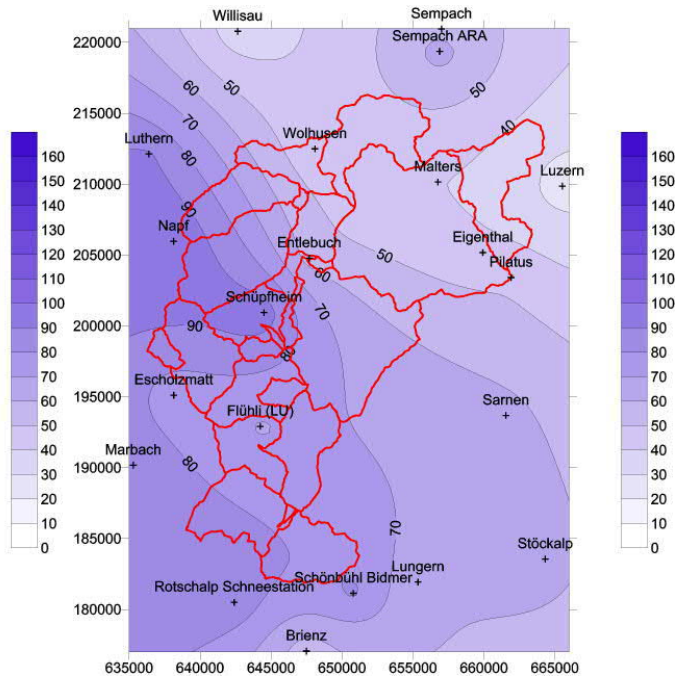 Willisau
Sempach
220000
Sempach ARA
50
60
50
215000
70
40
Wolhusen
160
80
160
Luthern
150
Malters
150
Luzern
140
210000
140
130
90
130
120
Napf
120
Entlebuch
Eigenthal
110
205000
50
110
60
Pilatus
100
100
Schüpfheim
90
70
90
200000
90
80
80
80
70
70
Escholzmatt
60
195000
60
Sarnen
50
Flühli (LU)
50
40
40
Marbach
30
190000
80
30
20
20
10
70
10
0
185000
0
Stöckalp
Lungern
Rotschalp Schneestation
Schönbühl Bidmer
180000
Brienz
635000 640000 645000 650000 655000 660000 665000